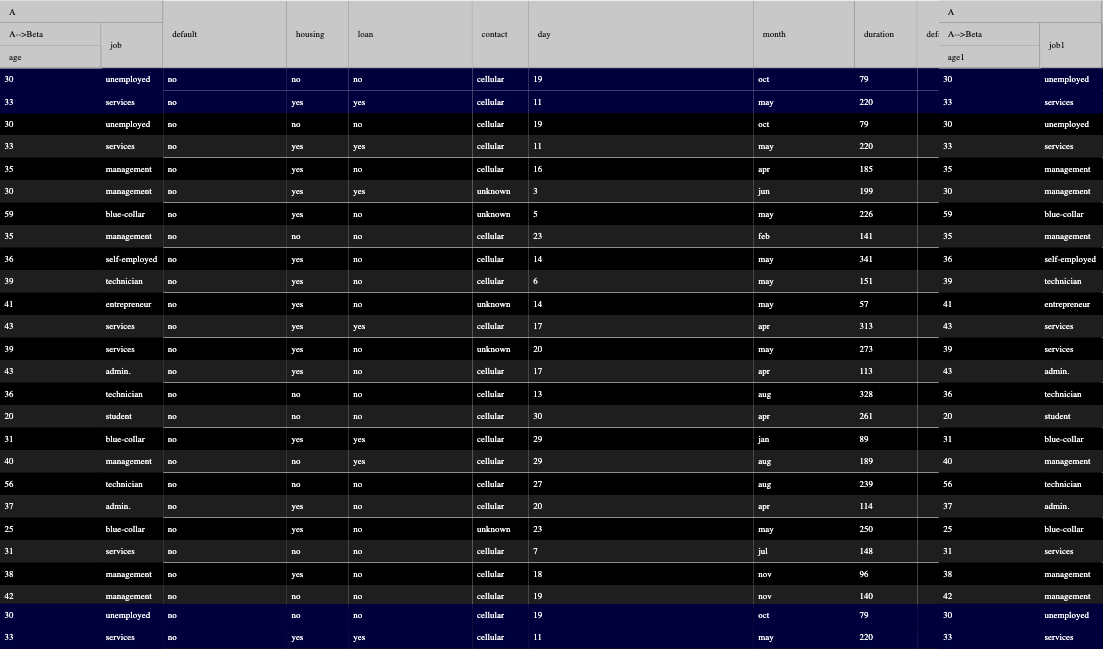 A A
A-->Beta job default housing loan contact day month duration def A-->Beta job1
age age1
30 unemployed no no no cellular 19 oct 79 30 unemployed
33 services no yes yes cellular 11 may 220 33 services
30 unemployed no no no cellular 19 oct 79 30 unemployed
33 services no yes yes cellular 11 may 220 33 services
35 management no yes no cellular 16 apr 185 35 management
30 management no yes yes unknown 3 jun 199 30 management
59 blue-collar no yes no unknown 5 may 226 59 blue-collar
35 management no no no cellular 23 feb 141 35 management
36 self-employed no yes no cellular 14 may 341 36 self-employed
39 technician no yes no cellular 6 may 151 39 technician
41 entrepreneur no yes no unknown 14 may 57 41 entrepreneur
43 services no yes yes cellular 17 apr 313 43 services
39 services no yes no unknown 20 may 273 39 services
43 admin. no yes no cellular 17 apr 113 43 admin.
36 technician no no no cellular 13 aug 328 36 technician
20 student no no no cellular 30 apr 261 20 student
31 blue-collar no yes yes cellular 29 jan 89 31 blue-collar
40 management no no yes cellular 29 aug 189 40 management
56 technician no no no cellular 27 aug 239 56 technician
37 admin. no yes no cellular 20 apr 114 37 admin.
25 blue-collar no yes no unknown 23 may 250 25 blue-collar
31 services no no no cellular 7 jul 148 31 services
38 management no yes no cellular 18 nov 96 38 management
42 management no no no cellular 19 nov 140 42 management
30 unemployed no no no cellular 19 oct 79 30 unemployed
33 services no yes yes cellular 11 may 220 33 services